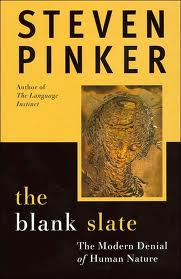 STEVEN
PINKER
Author of
The Language
Instinct
the
blank slate
The Modern Denial
of Human Nature